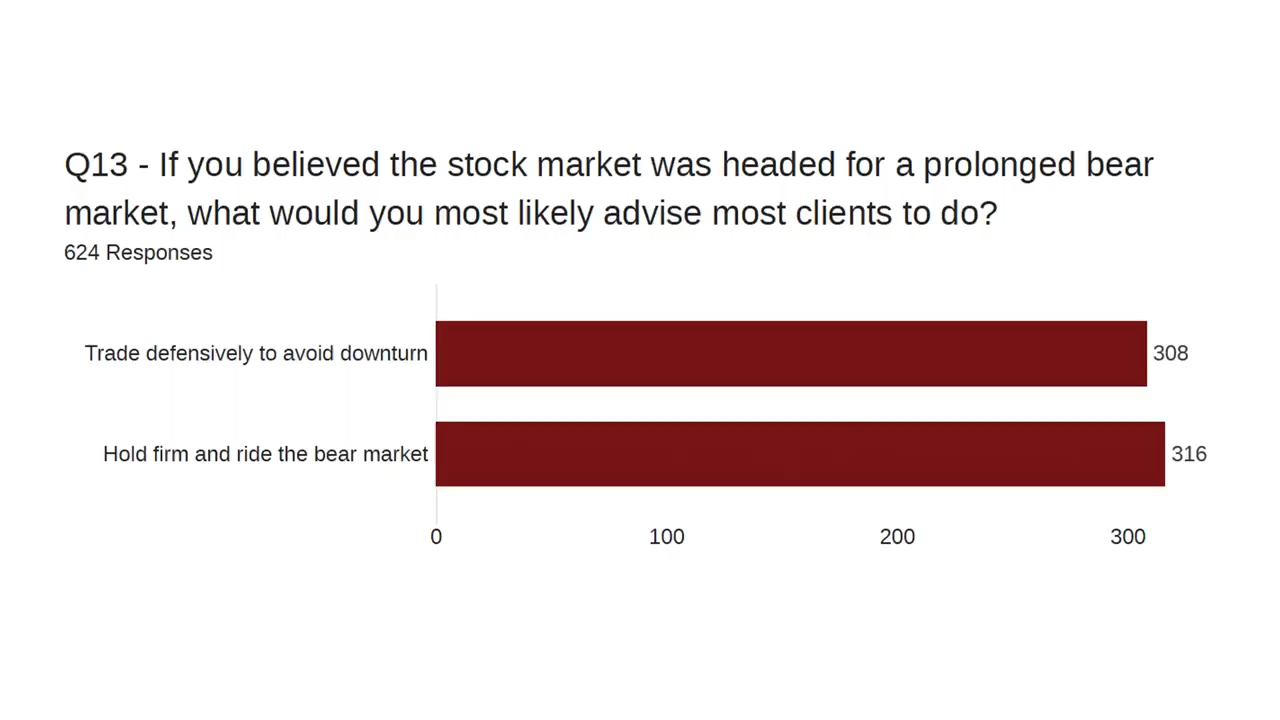 Q13 - If you believed the stock market was headed for a prolonged bear
market, what would you most likely advise most clients to do?
624 Responses
Trade defensively to avoid downturn 308
Hold firm and ride the bear market 316
0 100 200 300